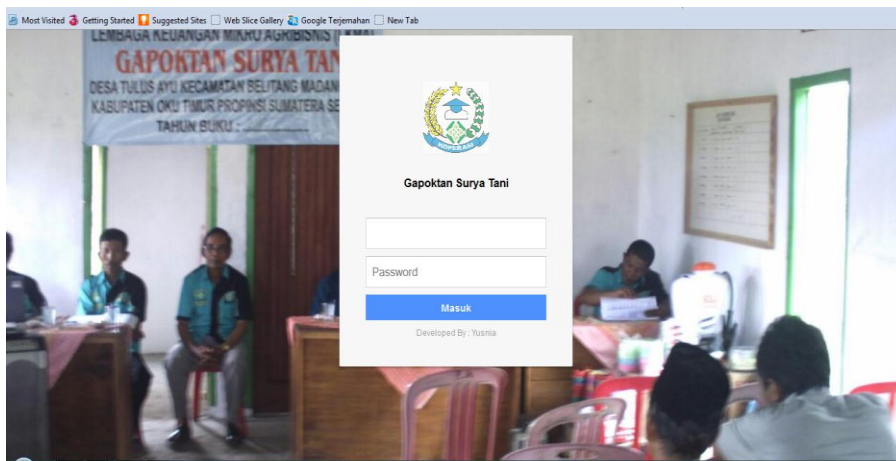 Most Visited Getting Started Suggested Sites Web Slice Gallery Google Terjemahan New Tab
LEMBAGA KEUANGAN MIKRO AGRIBISNIS (LKMA)
GAPOKTAN SURYA TAN
DESA TULUS AYU KECAMATAN BELITANG MADANG
KABUPATEN OKU TIMUR PROPINSI SUMATERA SE
TAHUN BUKU :
KOPERASI
Gapoktan Surya Tani
Password
Masuk
Developed By : Yusnia